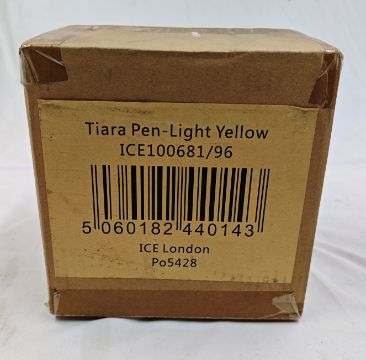 Tiara Pen-Light Yellow
ICE100681/96
5 060182 440143
ICE London
Po5428